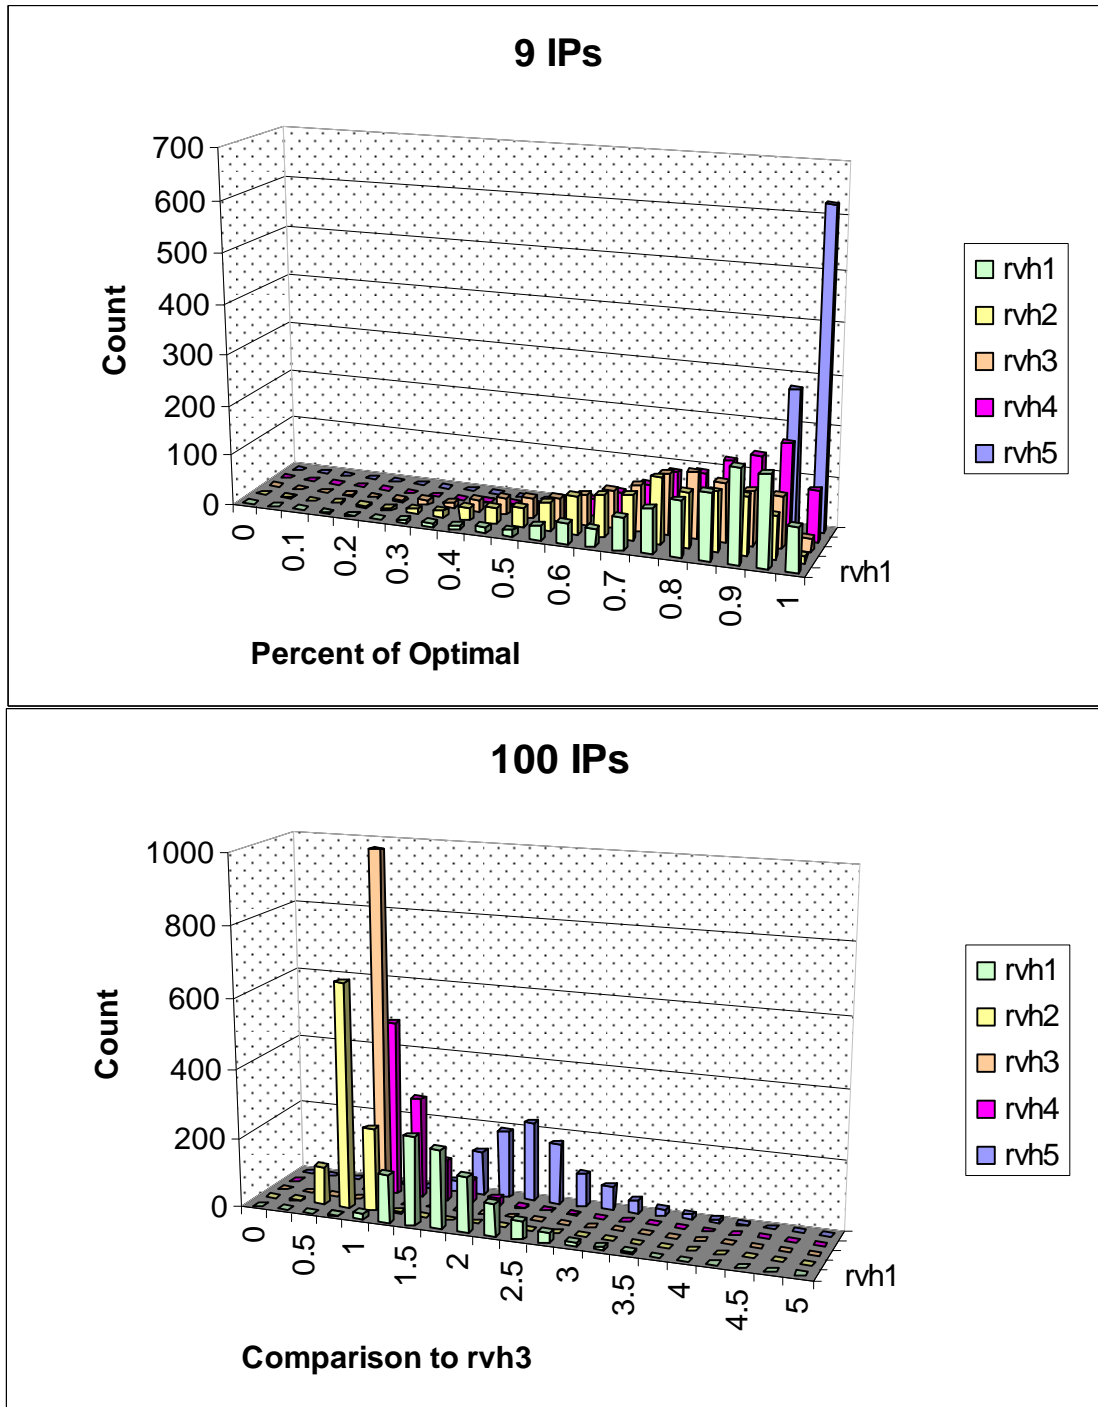 9 IPs
700
600
500
400
300
200
100
0
Count
0
0.1
0.2
0.3
0.4
0.5
0.6
0.7
0.8
0.9
1
rvh1
Percent of Optimal
rvh1
rvh2
rvh3
rvh4
rvh5
100 IPs
1000
800
600
400
200
0
Count
0
0.5
1
1.5
2
2.5
3
3.5
4
4.5
5
rvh1
Comparison to rvh3
rvh1
rvh2
rvh3
rvh4
rvh5